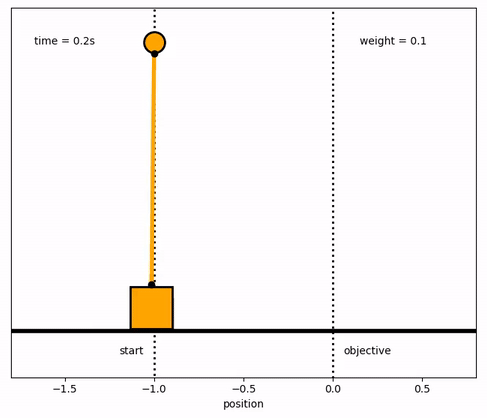 time = 0.2s
weight = 0.1
start
objective
−1.5
−1.0
−0.5
0.0
0.5
position